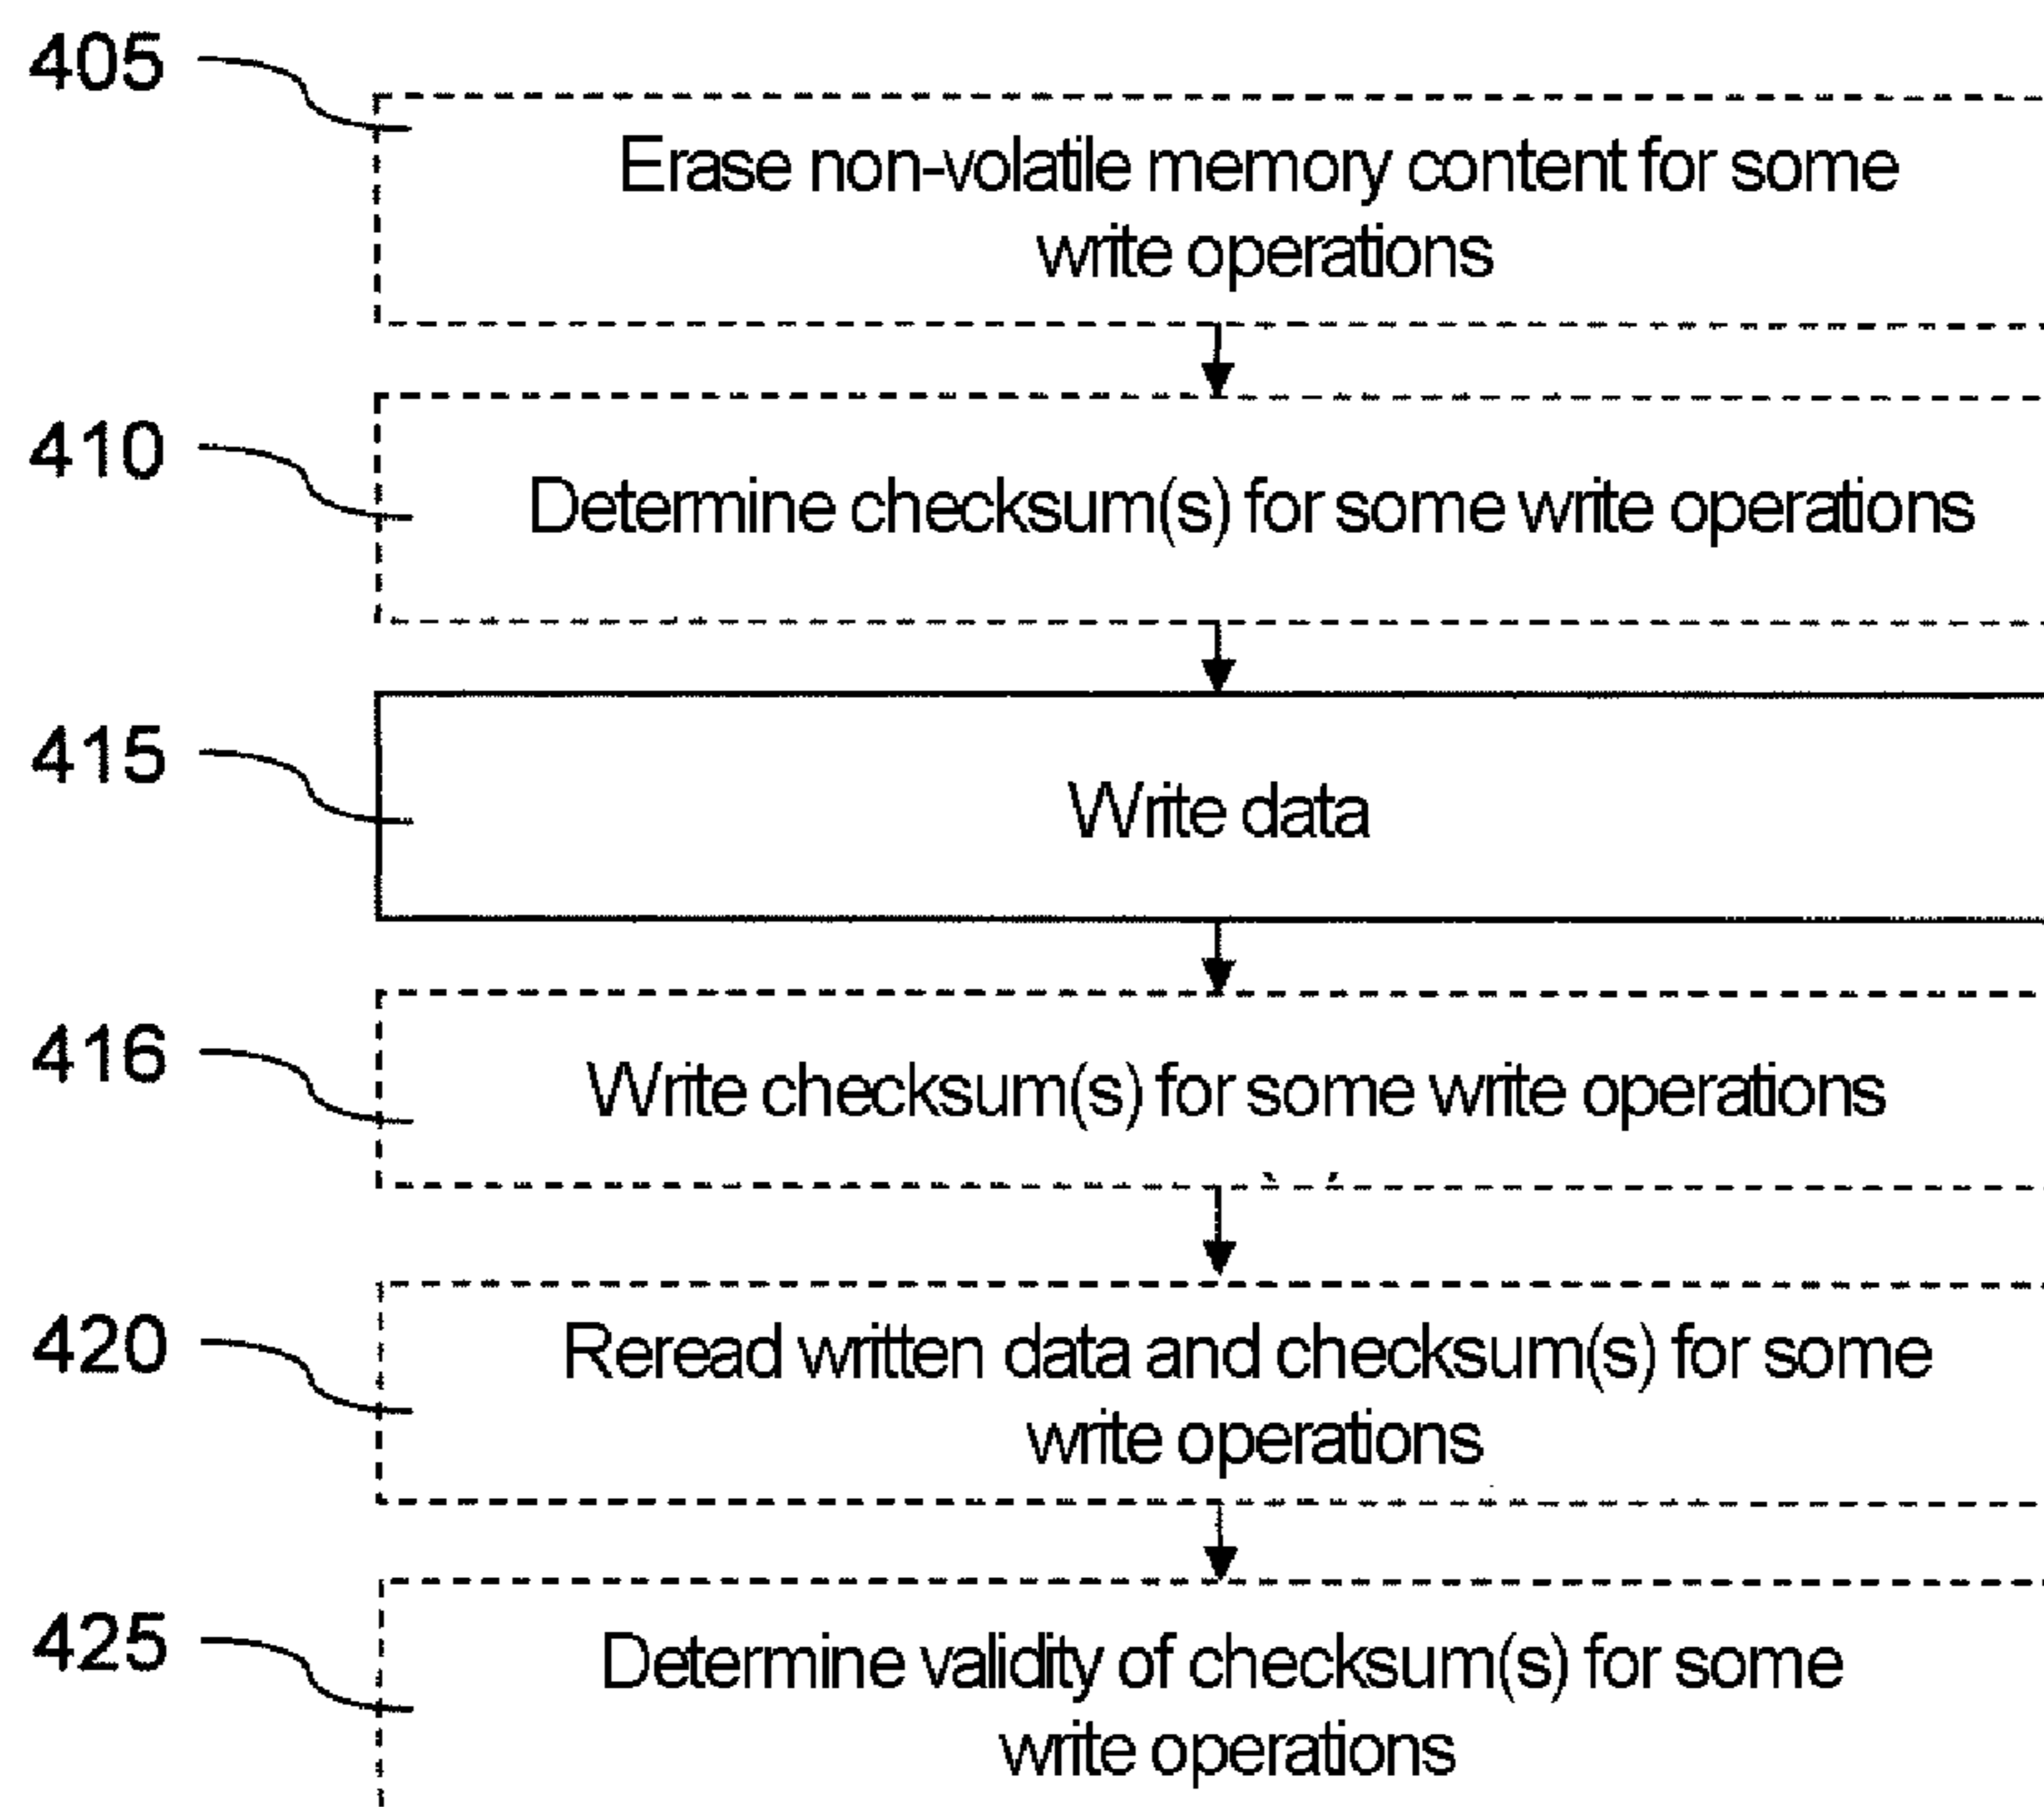 405
Erase non-volatile memory content for some
write operations
410
Determine checksum(s) for some write operations
415
Write data
416
Write checksum(s) for some write operations
420
Reread written data and checksum(s) for some
write operations
425
Determine validity of checksum(s) for some
write operations